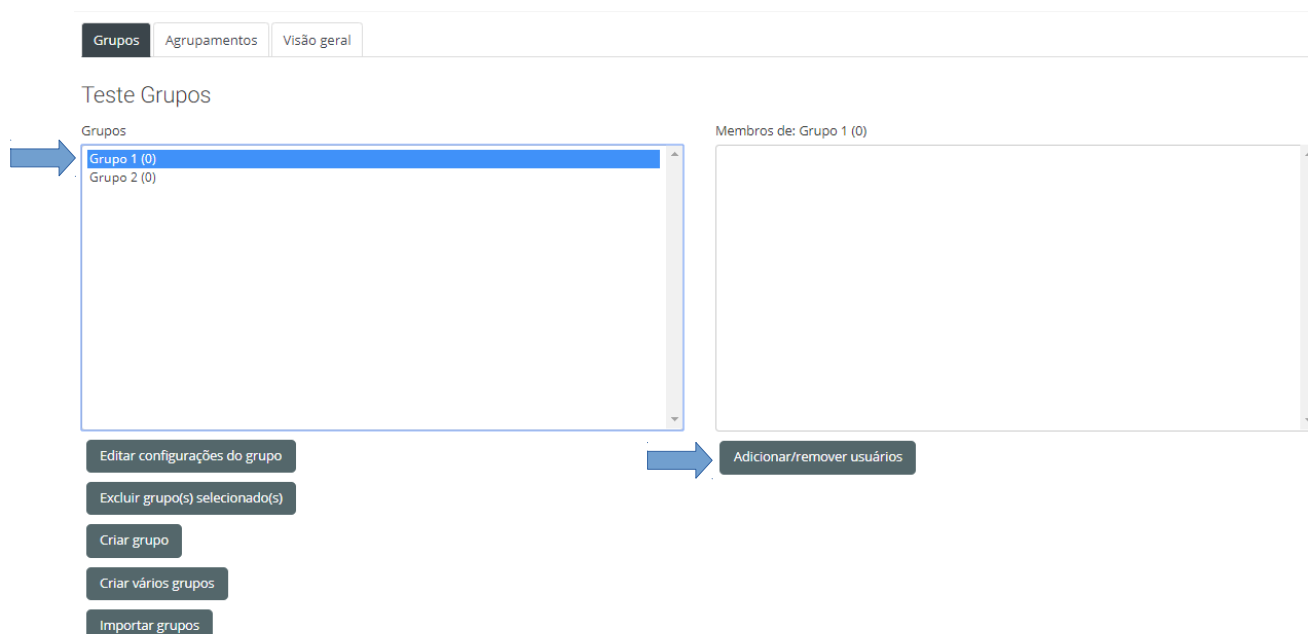 Grupos Agrupamentos Visão geral
Teste Grupos
Grupos
Grupo 1 (0)
Grupo 2 (0)
Membros de: Grupo 1 (0)
Editar configurações do grupo
Adicionar/remover usuários
Excluir grupo(s) selecionado(s)
Criar grupo
Criar vários grupos
Importar grupos